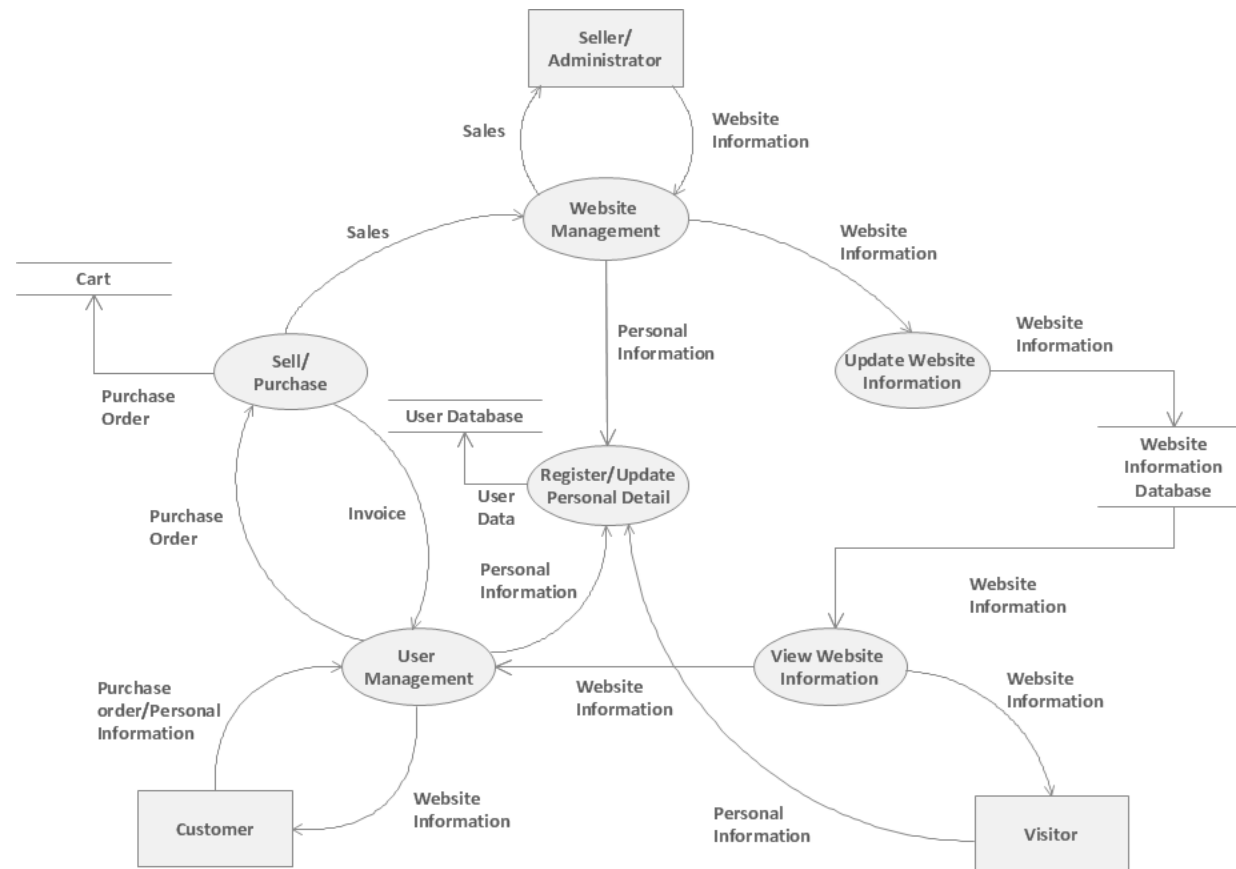 Seller/
Administrator
Sales
Website
Information
Website
Management
Sales
Website
Information
Cart
Personal
Information
Website
Information
Sell/
Purchase
Update Website
Information
Purchase
Order
User Database
Website
Information
Database
Register/Update
Personal Detail
User
Data
Purchase
Order
Invoice
Personal
Information
Website
Information
User
Management
View Website
Information
Website
Information
Website
Information
Purchase
order/Personal
Information
Website
Information
Personal
Information
Customer
Visitor